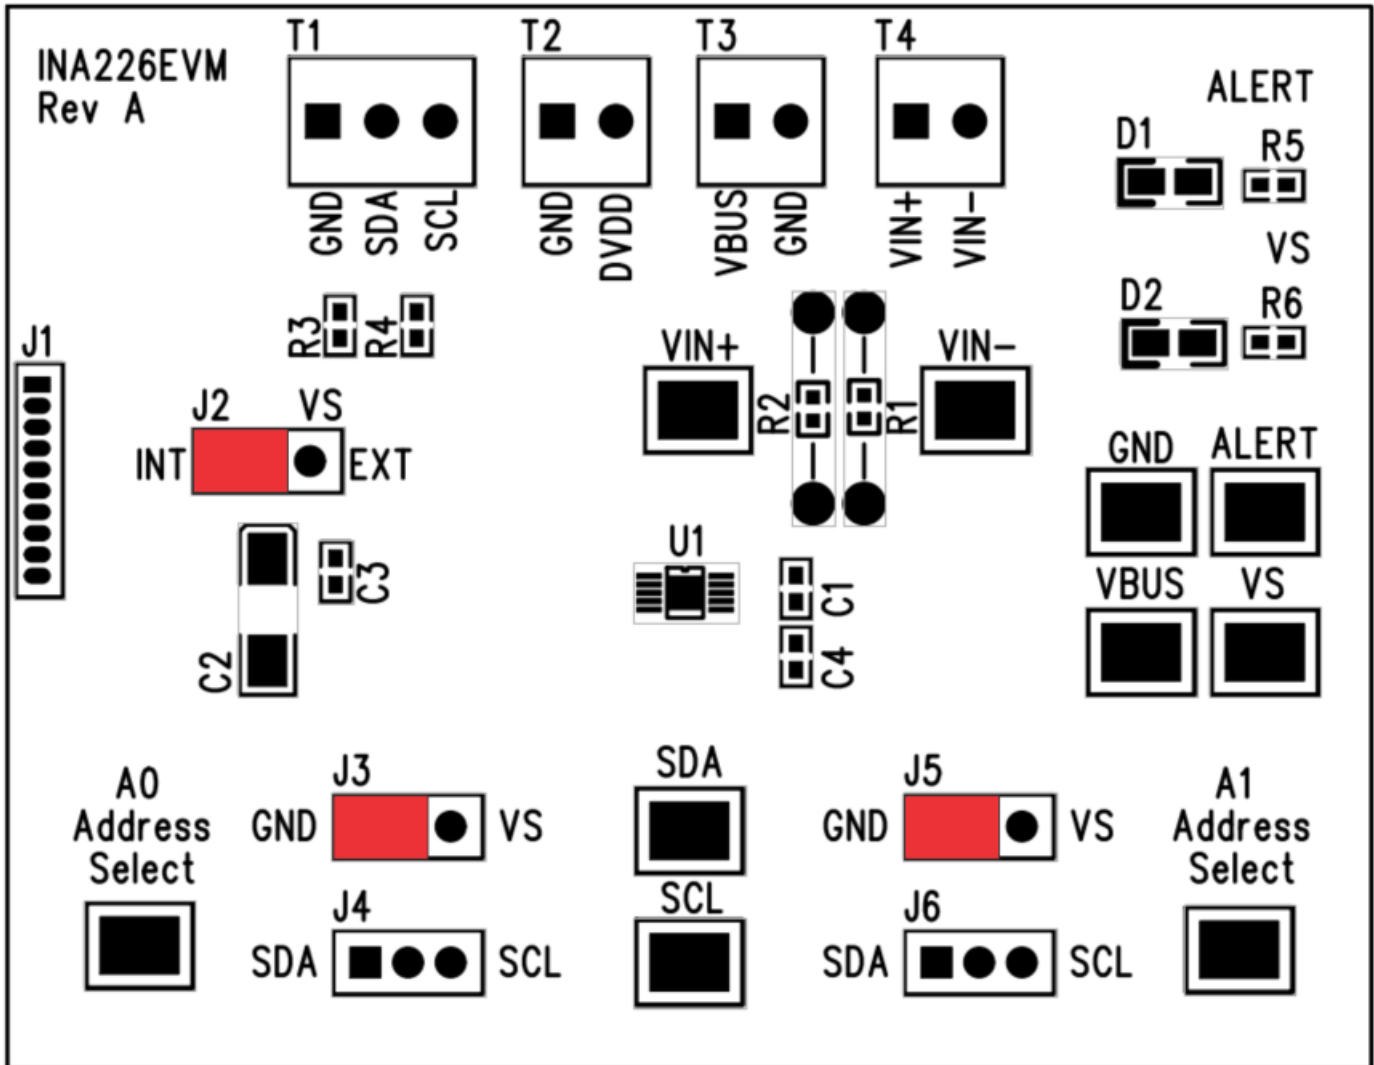 INA226EVM
Rev A
T1
T2
T3
T4
GND
SDA
SCL
GND
DVDD
VBUS
GND
VIN+
VIN-
ALERT
D1
R5
VS
D2
R6
R3
R4
J1
J2
VS
INT
EXT
VIN+
VIN-
R2
R1
GND
ALERT
VBUS
VS
U1
C3
C1
C2
C4
A0
Address
Select
J3
GND
VS
J4
SDA
SCL
SDA
SCL
J5
GND
VS
J6
SDA
SCL
A1
Address
Select